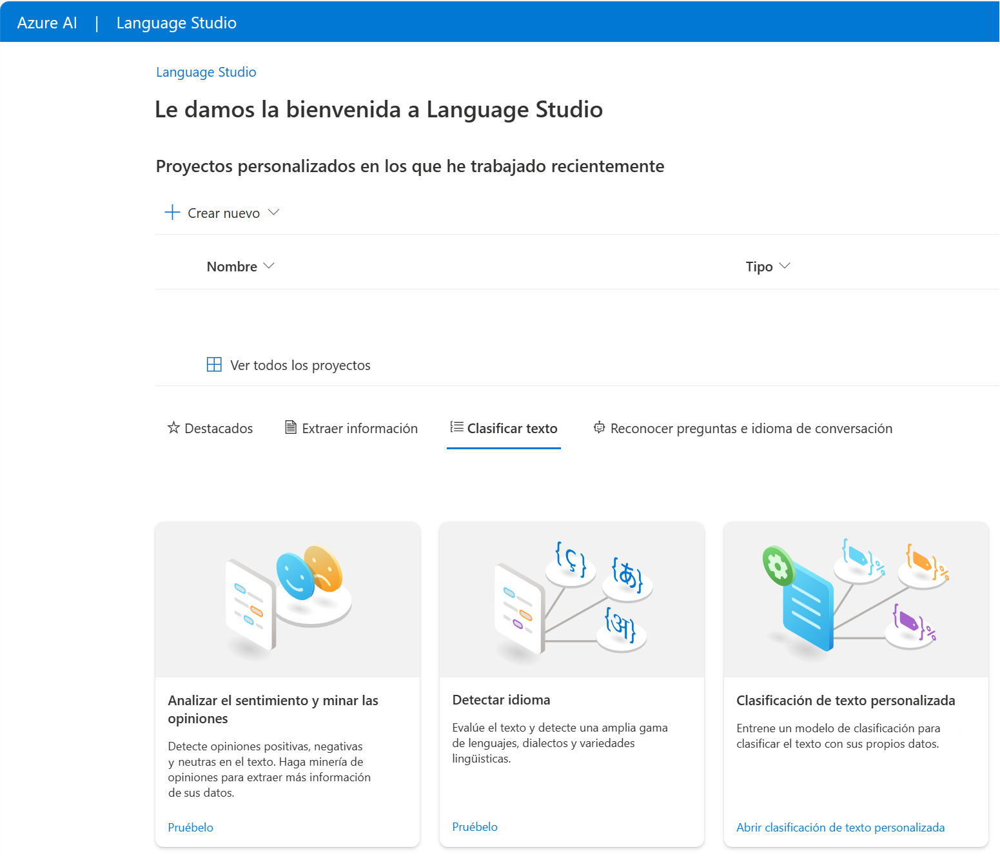 Azure AI | Language Studio
Language Studio
Le damos la bienvenida a Language Studio
Proyectos personalizados en los que he trabajado recientemente
Crear nuevo
Nombre Tipo
Ver todos los proyectos
Destacados Extraer información Clasificar texto Reconocer preguntas e idioma de conversación
{ç}
{あ}
{अ}
%
%
%
Analizar el sentimiento y minar las
opiniones
Detecte opiniones positivas, negativas
y neutras en el texto. Haga minería de
opiniones para extraer más información
de sus datos.
Pruébelo
Detectar idioma
Evalúe el texto y detecte una amplia gama
de lenguajes, dialectos y variedades
lingüisticas.
Pruébelo
Clasificación de texto personalizada
Entrene un modelo de clasificación para
clasificar el texto con sus propios datos.
Abrir clasificación de texto personalizada